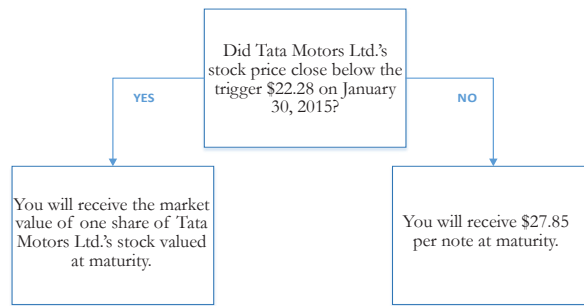 Did Tata Motors Ltd.'s
stock price close below the
trigger $22.28 on January
30, 2015?
YES
NO
You will receive the market
value of one share of Tata
Motors Ltd.'s stock valued
at maturity.
You will receive $27.85
per note at maturity.